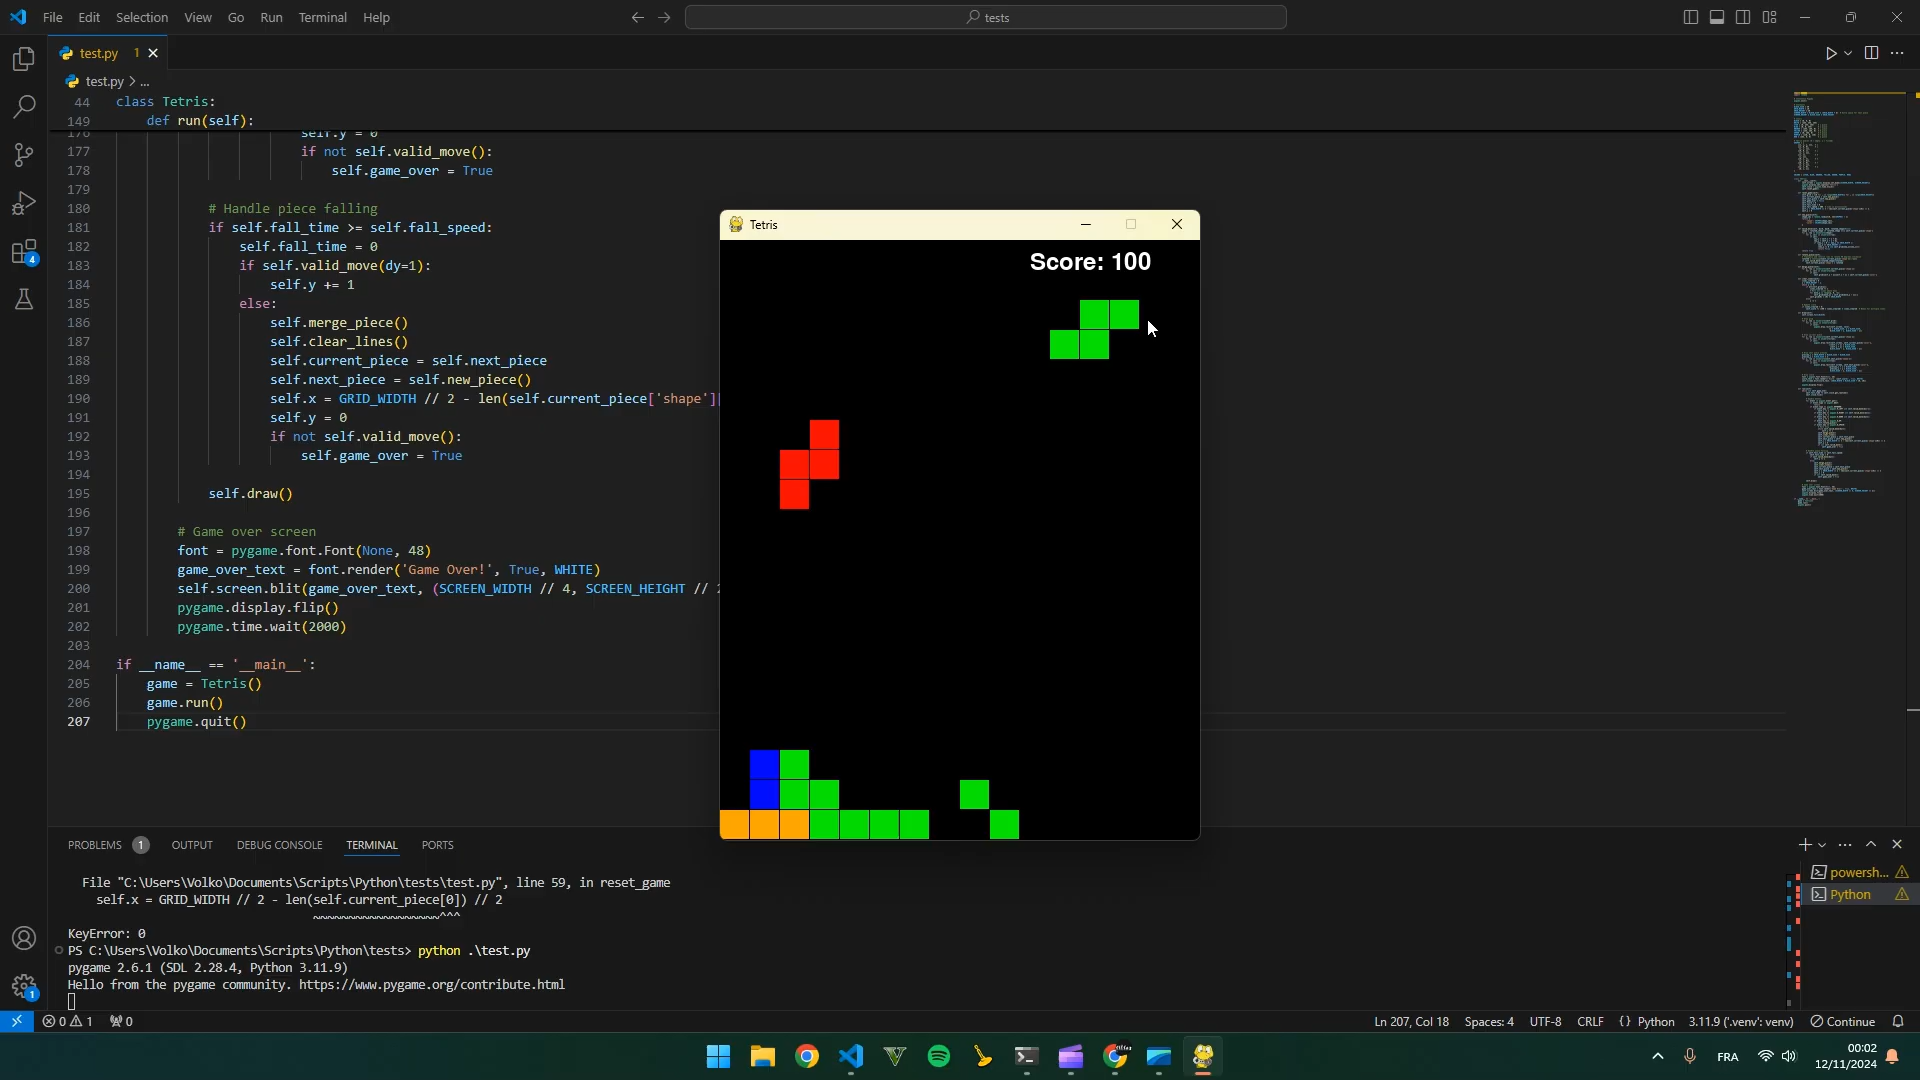 File Edit Selection View Go Run Terminal Help
tests
test.py 1
test.py > ...
44 class Tetris:
149 def run(self):
176 self.y = 0
177 if not self.valid_move():
178 self.game_over = True
179
180 # Handle piece falling
181 if self.fall_time >= self.fall_speed:
182 self.fall_time = 0
183 if self.valid_move(dy=1):
184 self.y += 1
185 else:
186 self.merge_piece()
187 self.clear_lines()
188 self.current_piece = self.next_piece
189 self.next_piece = self.new_piece()
190 self.x = GRID_WIDTH // 2 - len(self.current_piece['shape'][
191 self.y = 0
192 if not self.valid_move():
193 self.game_over = True
194
195 self.draw()
196
197 # Game over screen
198 font = pygame.font.Font(None, 48)
199 game_over_text = font.render('Game Over!', True, WHITE)
200 self.screen.blit(game_over_text, (SCREEN_WIDTH // 4, SCREEN_HEIGHT // 2
201 pygame.display.flip()
202 pygame.time.wait(2000)
203
204 if __name__ == '__main__':
205 game = Tetris()
206 game.run()
207 pygame.quit()
Tetris
Score: 100
PROBLEMS 1 OUTPUT DEBUG CONSOLE TERMINAL PORTS
File "C:\Users\Volko\Documents\Scripts\Python\tests\test.py", line 59, in reset_game
self.x = GRID_WIDTH // 2 - len(self.current_piece[0]) // 2
~~~~~~~~~~~~~~~~~~^^^
KeyError: 0
PS C:\Users\Volko\Documents\Scripts\Python\tests> python .\test.py
pygame 2.6.1 (SDL 2.28.4, Python 3.11.9)
Hello from the pygame community. https://www.pygame.org/contribute.html
powersh...
Python
4
1
0 1 0
Ln 207, Col 18 Spaces: 4 UTF-8 CRLF {} Python 3.11.9 ('.venv': venv) Continue
FRA
00:02
12/11/2024